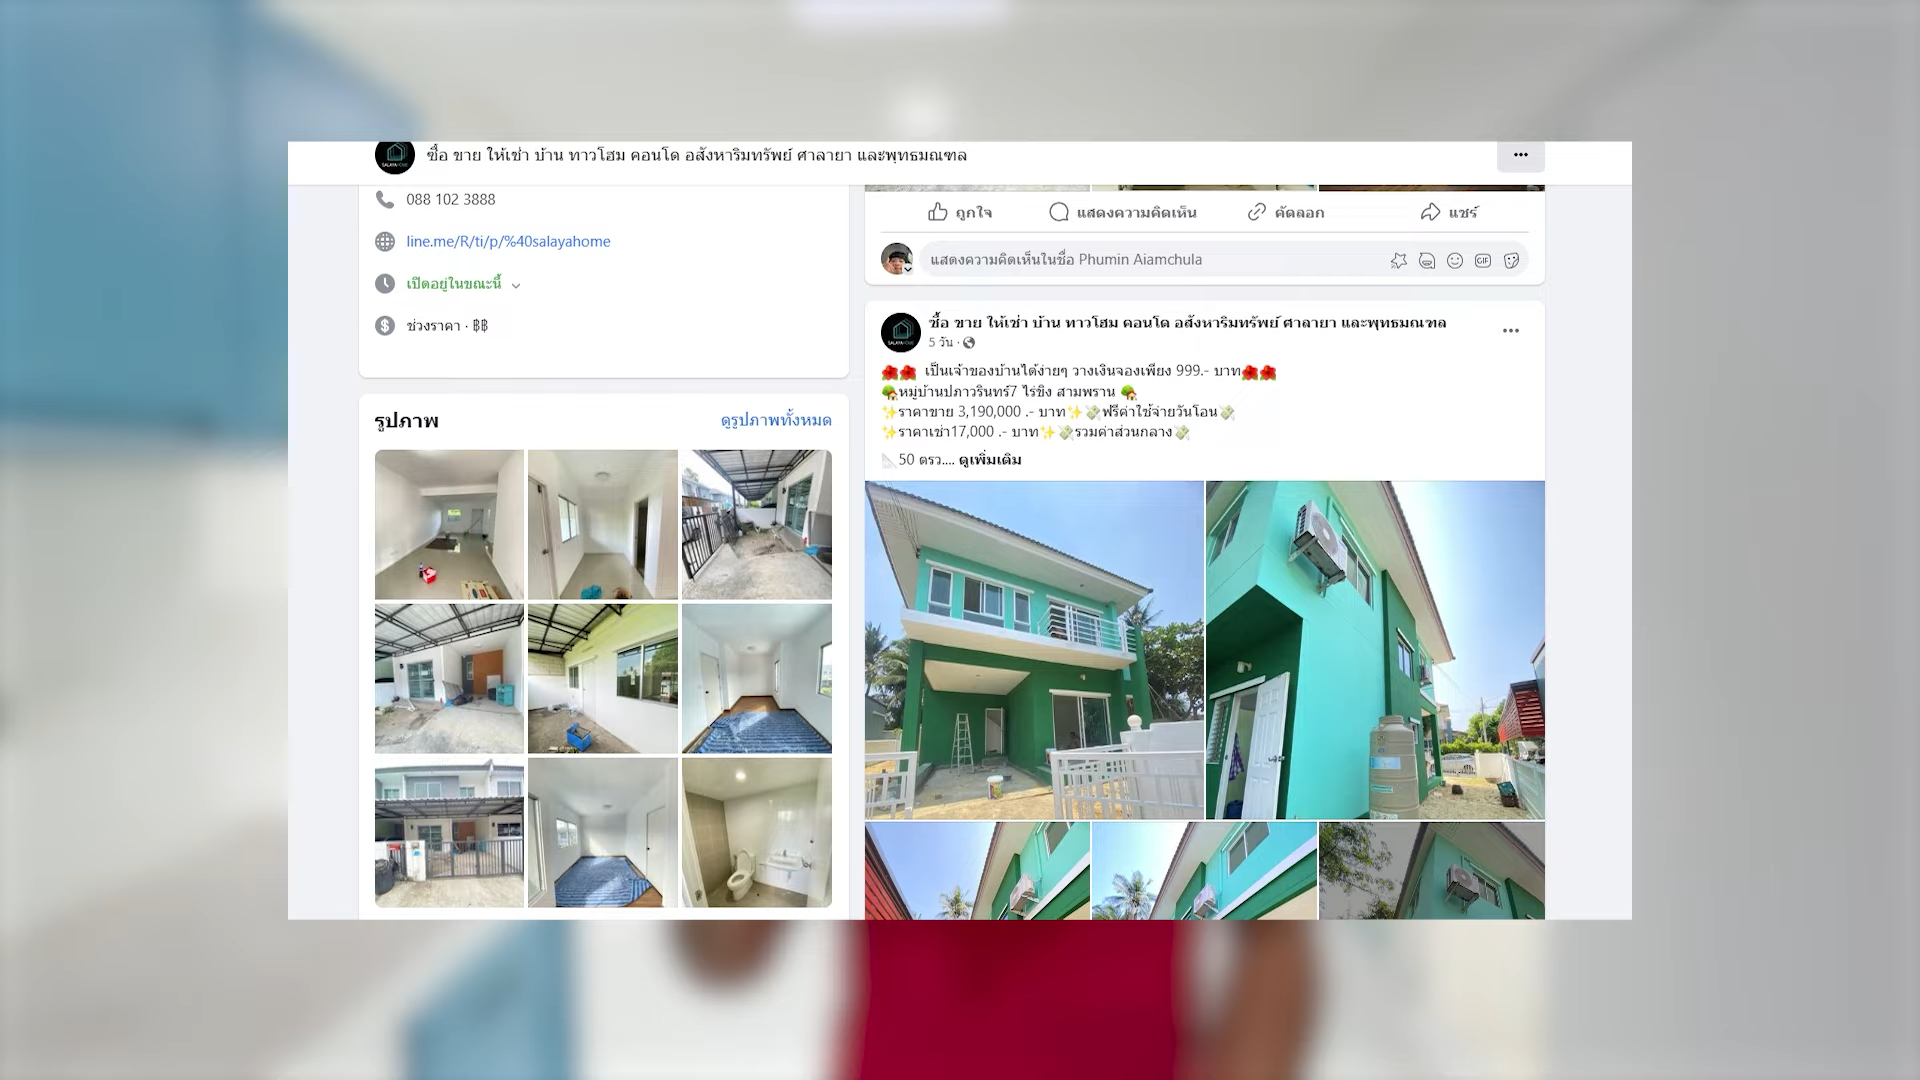 ซื้อ ขาย ให้เช่า บ้าน ทาวโฮม คอนโด อสังหาริมทรัพย์ ศาลายา และพุทธมณฑล
088 102 3888
line.me/R/ti/p/%40salayahome
เปิดอยู่ในขณะนี้
ช่วงราคา · ฿฿
รูปภาพ
ดูรูปภาพทั้งหมด
ถูกใจ
แสดงความคิดเห็น
คัดลอก
แชร์
แสดงความคิดเห็นในชื่อ Phumin Aiamchula
GIF
ซื้อ ขาย ให้เช่า บ้าน ทาวโฮม คอนโด อสังหาริมทรัพย์ ศาลายา และพุทธมณฑล
5 วัน ·
🌺🌺 เป็นเจ้าของบ้านได้ง่ายๆ วางเงินจองเพียง 999.- บาท🌺🌺
🏡หมู่บ้านปภาวรินทร์7 ไร่ขิง สามพราน 🏡
✨ราคาขาย 3,190,000 .- บาท✨💸ฟรีค่าใช้จ่ายวันโอน💸
✨ราคาเช่า17,000 .- บาท✨💸รวมค่าส่วนกลาง💸
📐50 ตรว.... ดูเพิ่มเติม